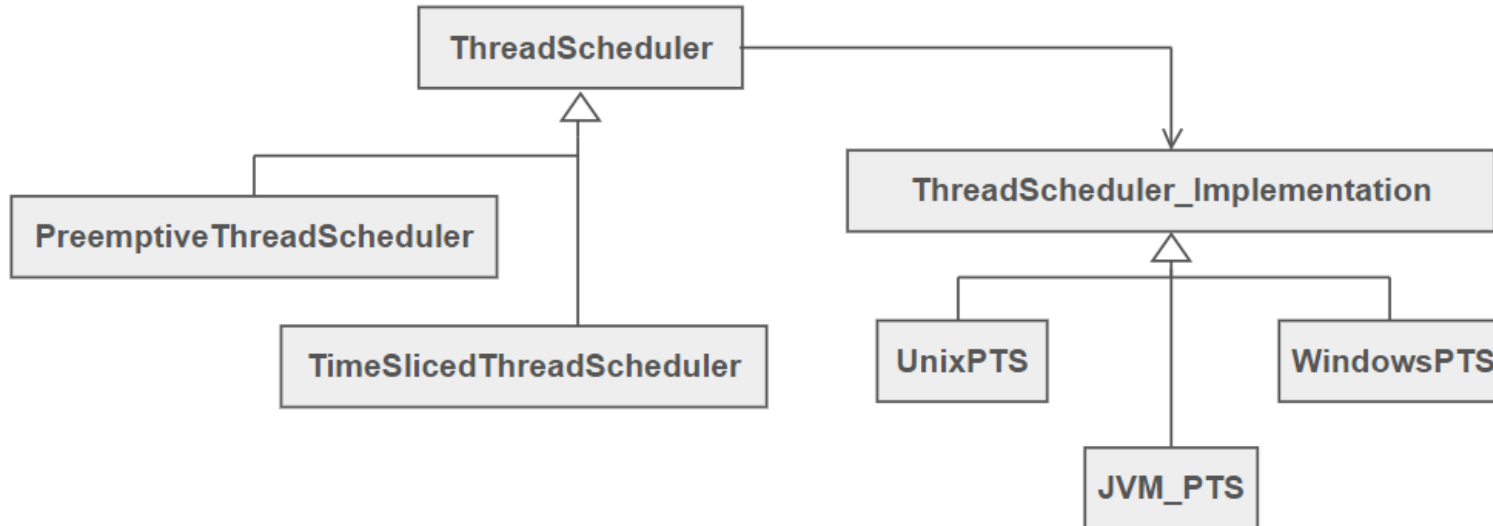 ThreadScheduler
ThreadScheduler_Implementation
PreemptiveThreadScheduler
TimeSlicedThreadScheduler
UnixPTS
WindowsPTS
JVM_PTS